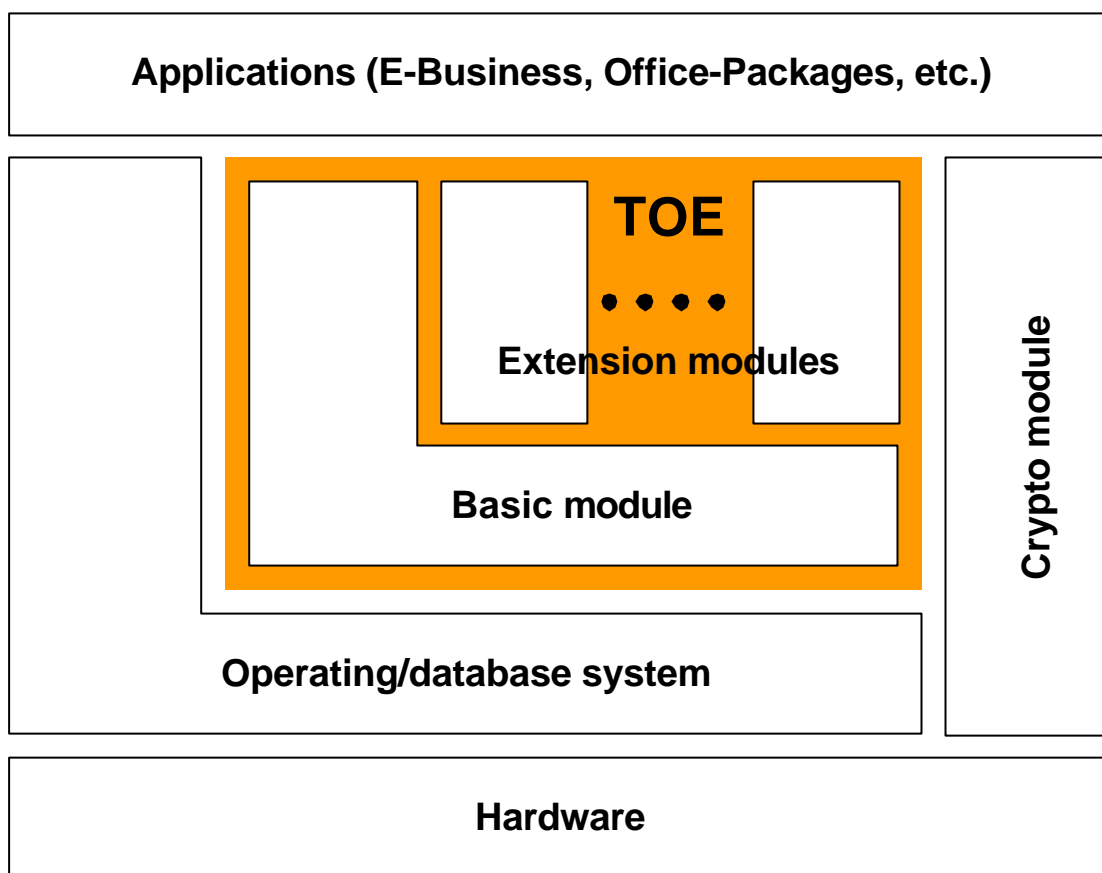 Applications (E-Business, Office-Packages, etc.)
TOE
Extension modules
Basic module
Crypto module
Operating/database system
Hardware